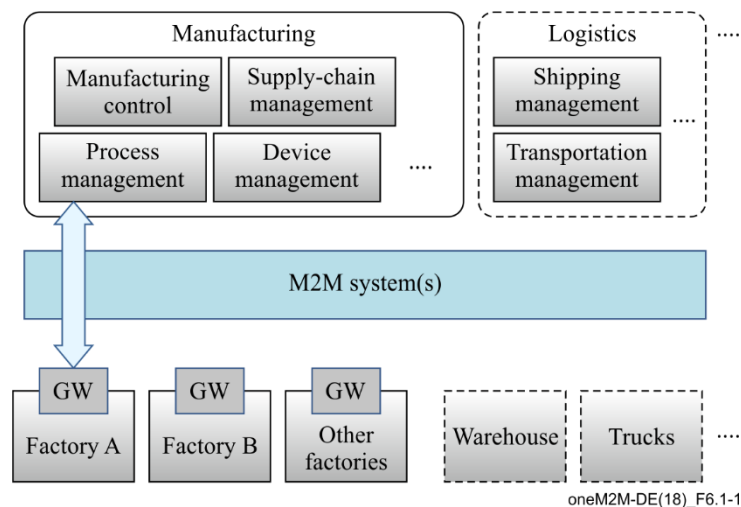 Manufacturing
Logistics
....
Manufacturing
control
Supply-chain
management
Shipping
management
....
Process
management
Device
management
....
Transportation
management
M2M system(s)
GW
GW
GW
Factory A
Factory B
Other
factories
Warehouse
Trucks
....
oneM2M-DE(18)_F6.1-1